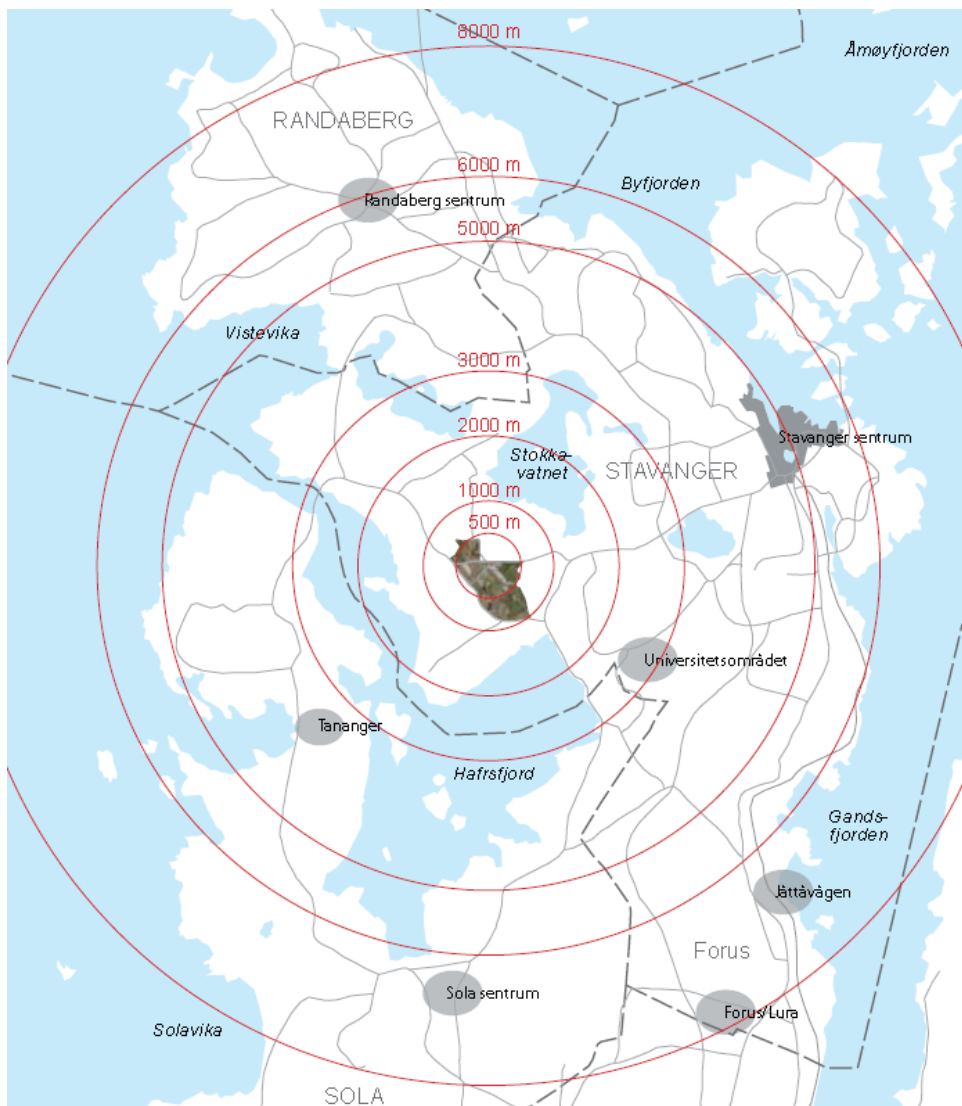 8000 m
Åmøyfjorden
RANDABERG
6000 m
Byfjorden
Randaberg sentrum
5000 m
Vistevika
3000 m
2000 m
Stavanger sentrum
Stokka-
vatnet
STAVANGER
1000 m
500 m
Universitetsområdet
Tananger
Hafrsfjord
Gands-
fjorden
Jåttåvågen
Forus
Sola sentrum
Forus/Lura
Solavika
SOLA